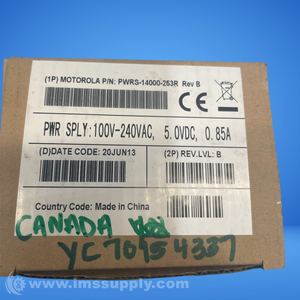 (1P) MOTOROLA P/N: PWRS-14000-253R Rev B
CE
PWR SPLY:100V-240VAC, 5.0VDC, 0.85A
(D)DATE CODE: 20JUN13
(2P) REV.LVL: B
Country Code: Made in China
CANADA
YC70954337
www.imssupply.com